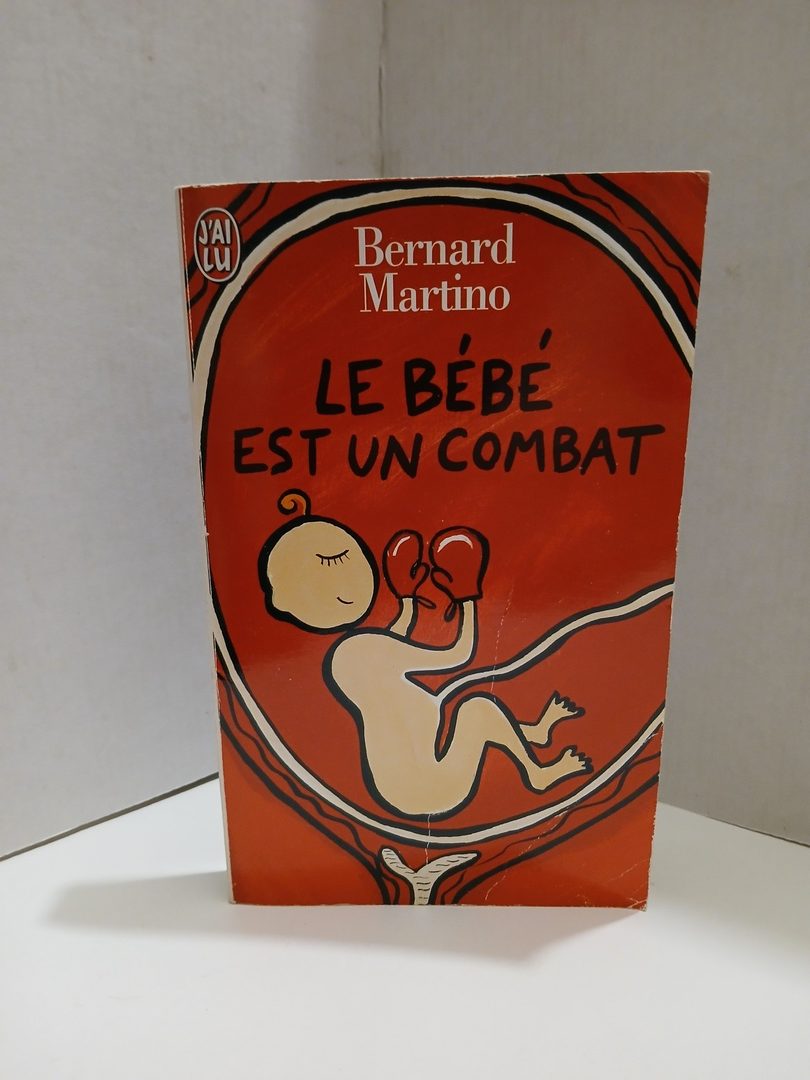 J'AI
LU
Bernard
Martino
LE BÉBÉ
EST UN COMBAT